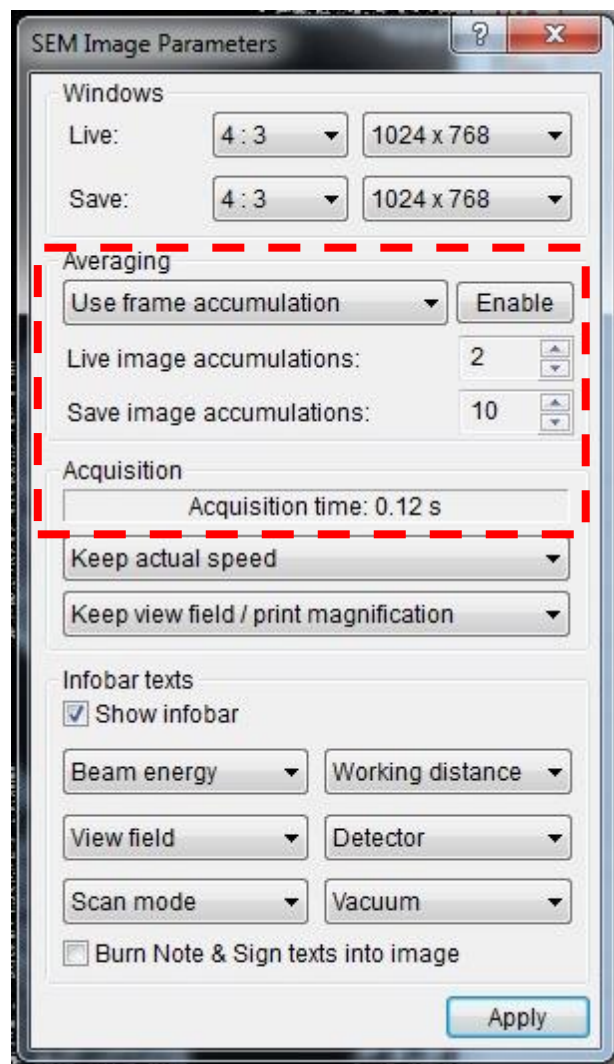 SEM Image Parameters
?
Windows
Live: 4 : 3 1024 x 768
Save: 4 : 3 1024 x 768
Averaging
Use frame accumulation Enable
Live image accumulations: 2
Save image accumulations: 10
Acquisition
Acquisition time: 0.12 s
Keep actual speed
Keep view field / print magnification
Infobar texts
Show infobar
Beam energy Working distance
View field Detector
Scan mode Vacuum
Burn Note & Sign texts into image
Apply